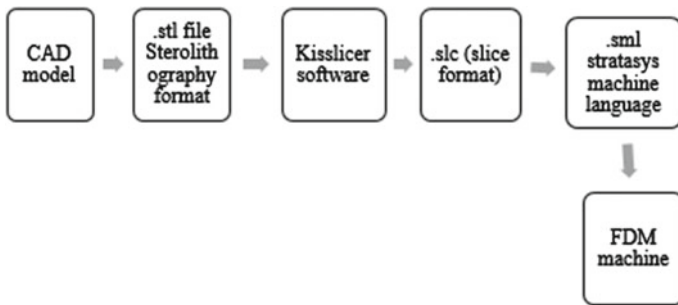 CAD
model
.stl file
Sterolith
ography
format
Kisslicer
software
.slc (slice
format)
.sml
stratasys
machine
language
FDM
machine